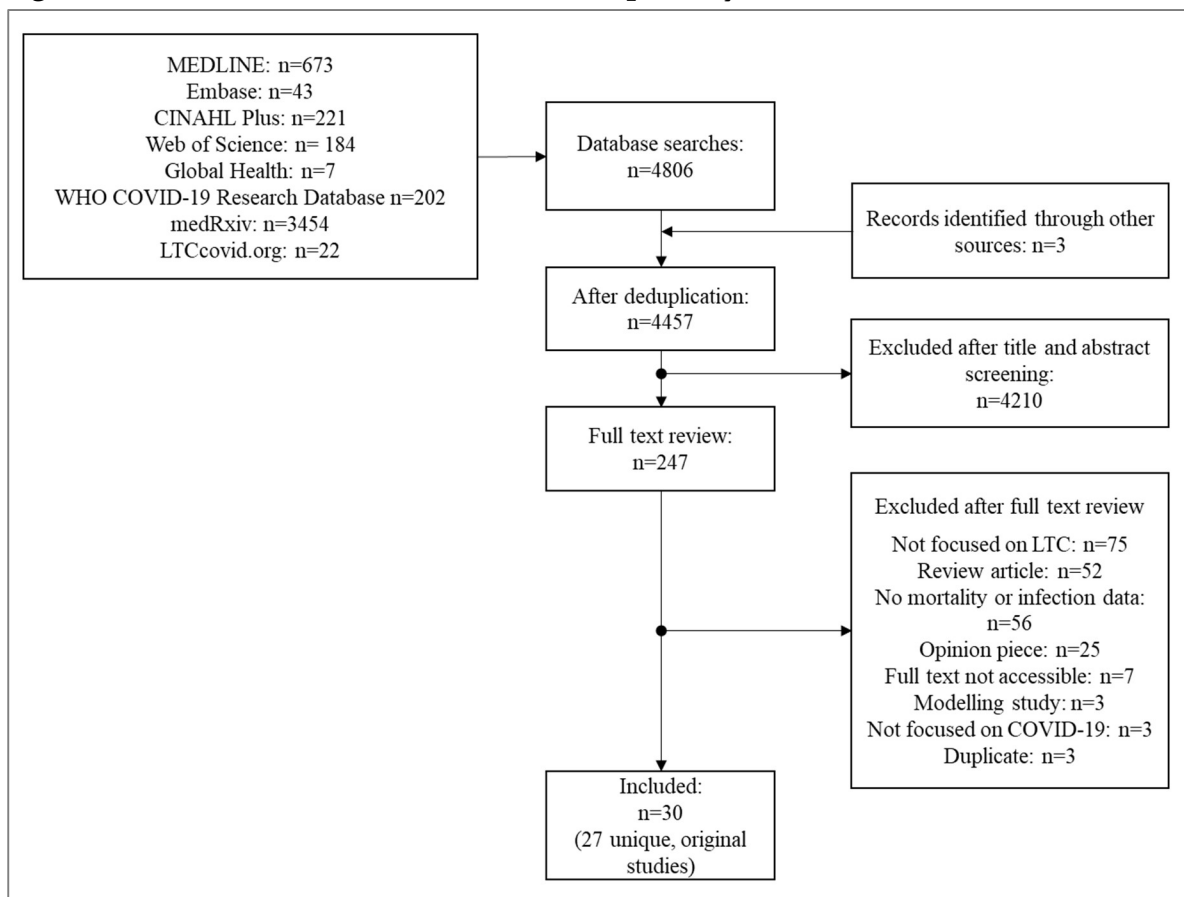 MEDLINE: n=673
Embase: n=43
CINAHL Plus: n=221
Web of Science: n= 184
Global Health: n=7
WHO COVID-19 Research Database n=202
medRxiv: n=3454
LTCcovid.org: n=22
Database searches:
n=4806
Records identified through other
sources: n=3
After deduplication:
n=4457
Excluded after title and abstract
screening:
n=4210
Full text review:
n=247
Excluded after full text review
Not focused on LTC: n=75
Review article: n=52
No mortality or infection data:
n=56
Opinion piece: n=25
Full text not accessible: n=7
Modelling study: n=3
Not focused on COVID-19: n=3
Duplicate: n=3
Included:
n=30
(27 unique, original
studies)